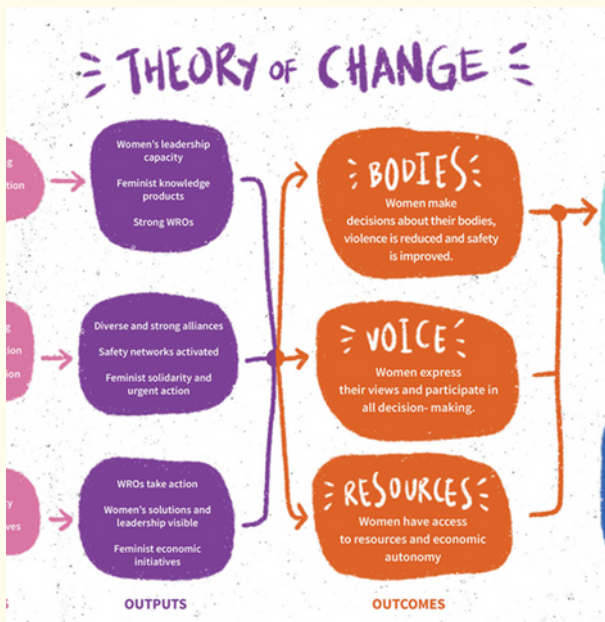 THEORY OF CHANGE
Women's leadership
capacity
Feminist knowledge
products
Strong WROs
BODIES
Women make
decisions about their bodies,
violence is reduced and safety
is improved.
Diverse and strong alliances
Safety networks activated
Feminist solidarity and
urgent action
VOICE
Women express
their views and participate in
all decision- making.
WROs take action
Women's solutions and
leadership visible
Feminist economic
initiatives
RESOURCES
Women have access
to resources and economic
autonomy
OUTPUTS
OUTCOMES